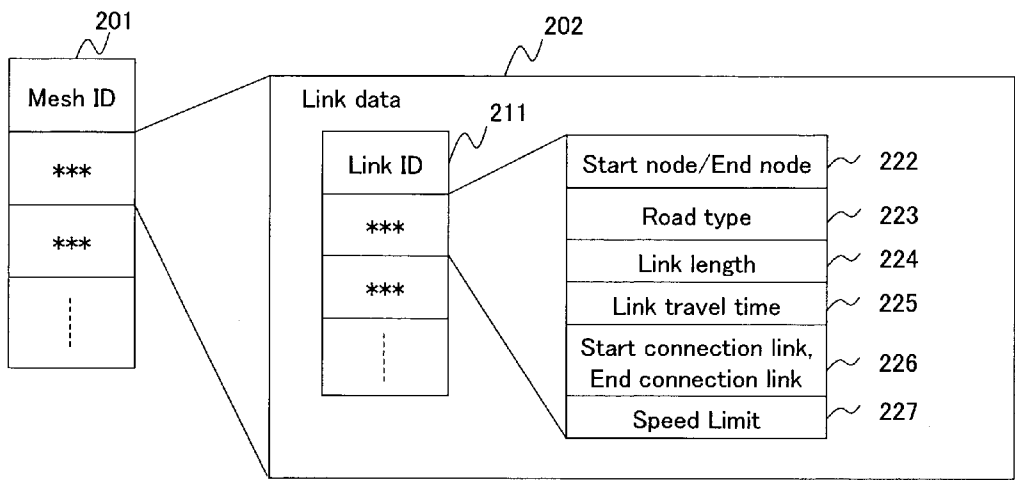 201
202
Mesh ID
***
***
Link data
211
Link ID
***
***
Start node/End node
222
Road type
223
Link length
224
Link travel time
225
Start connection link,
End connection link
226
Speed Limit
227